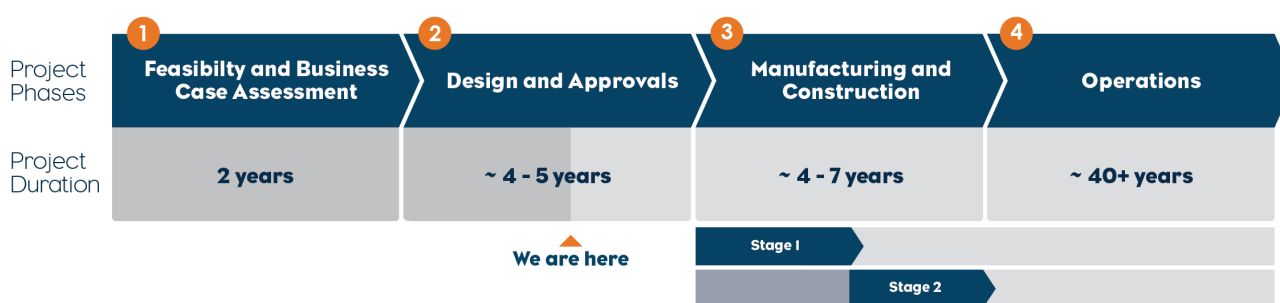 1
2
3
4
Project
Phases
Feasibilty and Business
Case Assessment
Design and Approvals
Manufacturing and
Construction
Operations
Project
Duration
2 years
~ 4 - 5 years
~ 4 - 7 years
~ 40+ years
We are here
Stage 1
Stage 2